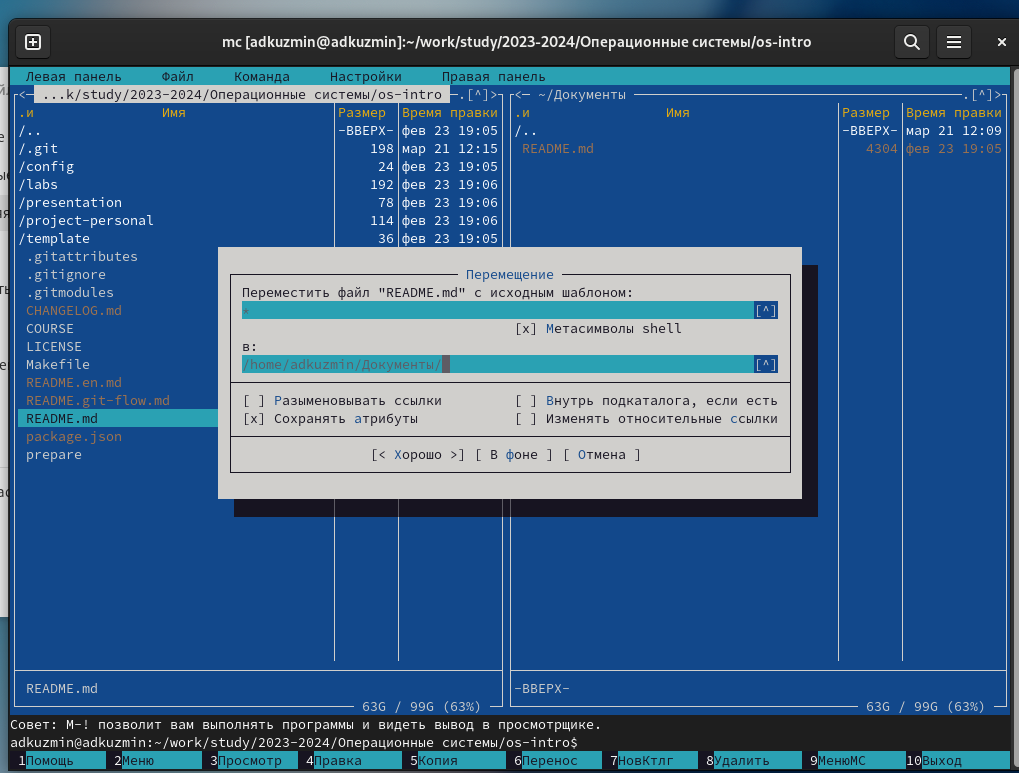 mc [adkuzmin@adkuzmin]:~/work/study/2023-2024/Операционные системы/os-intro
Левая панель Файл Команда Настройки Правая панель
<— ...k/study/2023-2024/Операционные системы/os-intro —.[^]>
.и Имя Размер Время правки
/.. -ВВЕРХ- фев 23 19:05
/.git 198 мар 21 12:15
/config 24 фев 23 19:05
/labs 192 фев 23 19:06
/presentation 78 фев 23 19:06
/project-personal 114 фев 23 19:06
/template 36 фев 23 19:05
.gitattributes
.gitignore
.gitmodules
CHANGELOG.md
COURSE
LICENSE
Makefile
README.en.md
README.git-flow.md
README.md
package.json
prepare
README.md
63G / 99G (63%)
<— ~/Документы —.[^]>
.и Имя Размер Время правки
/.. -ВВЕРХ- мар 21 12:09
README.md 4304 фев 23 19:05
-ВВЕРХ-
63G / 99G (63%)
Перемещение
Переместить файл "README.md" с исходным шаблоном:
* [^]
[x] Метасимволы shell
в:
/home/adkuzmin/Документы/ [^]
[ ] Разыменовывать ссылки [ ] Внутрь подкаталога, если есть
[x] Сохранять атрибуты [ ] Изменять относительные ссылки
[< Хорошо >] [ В фоне ] [ Отмена ]
Совет: M-! позволит вам выполнять программы и видеть вывод в просмотрщике.
adkuzmin@adkuzmin:~/work/study/2023-2024/Операционные системы/os-intro$
1Помощь 2Меню 3Просмотр 4Правка 5Копия 6Перенос 7НовКтлг 8Удалить 9МенюМС 10Выход